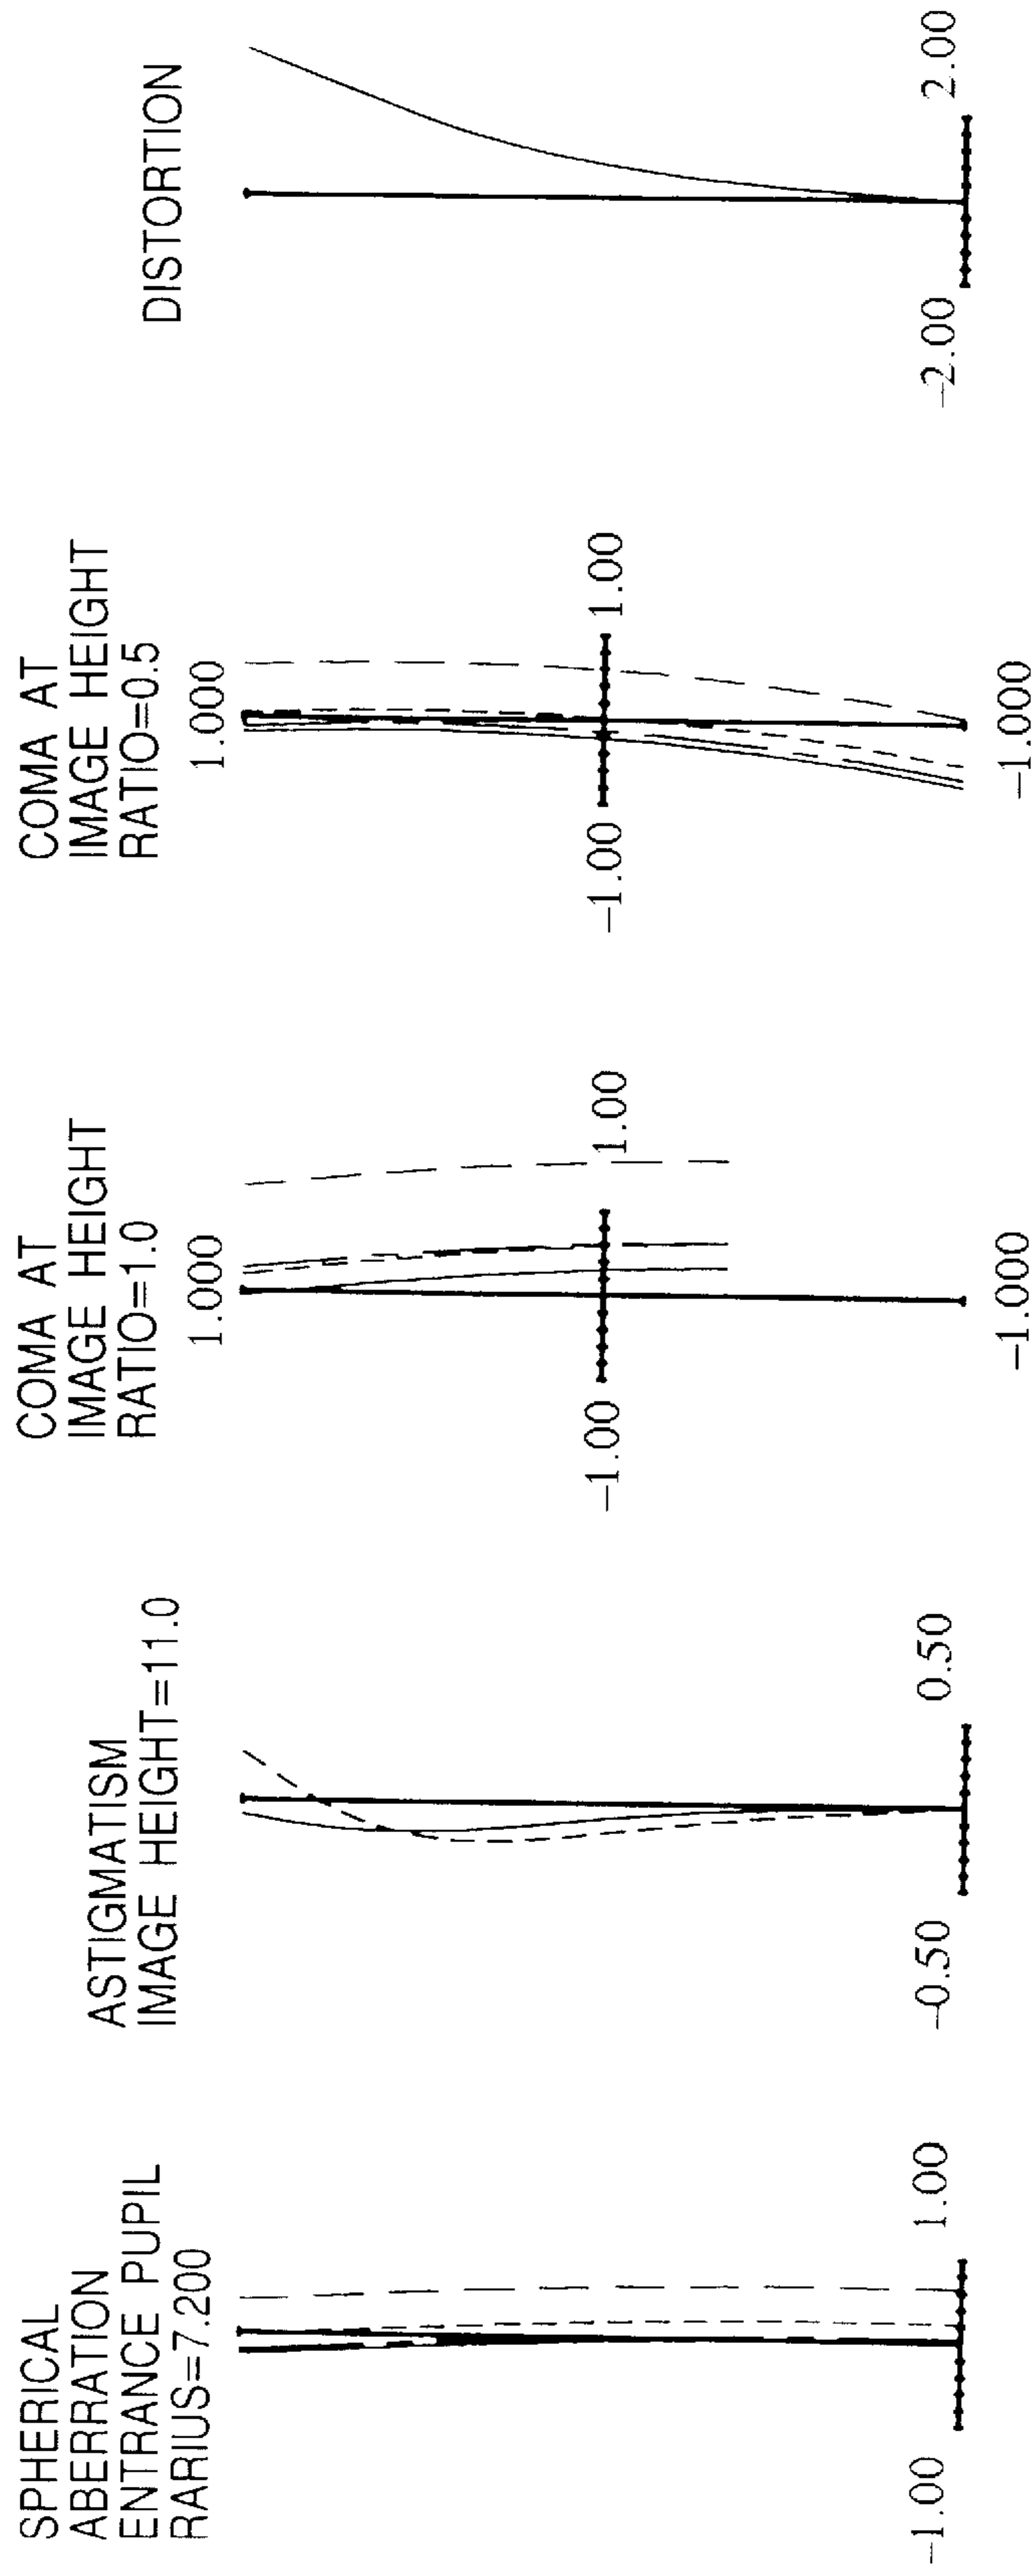 SPHERICAL
ABERRATION
ENTRANCE PUPIL
RARIUS=7.200
-1.00
1.00
ASTIGMATISM
IMAGE HEIGHT=11.0
-0.50
0.50
COMA AT
IMAGE HEIGHT
RATIO=1.0
1.000
-1.00
1.00
-1.000
COMA AT
IMAGE HEIGHT
RATIO=0.5
1.000
-1.00
1.00
-1.000
DISTORTION
-2.00
2.00